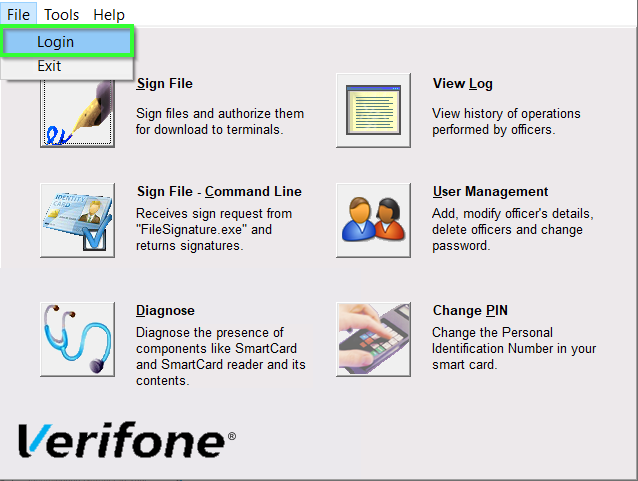 File Tools Help
Login
Exit
Sign File
Sign files and authorize them
for download to terminals.
View Log
View history of operations
performed by officers.
IDENTITY
CARD
Sign File - Command Line
Receives sign request from
"FileSignature.exe" and
returns signatures.
User Management
Add, modify officer's details,
delete officers and change
password.
Diagnose
Diagnose the presence of
components like SmartCard
and SmartCard reader and its
contents.
Change PIN
Change the Personal
Identification Number in your
smart card.
Verifone®